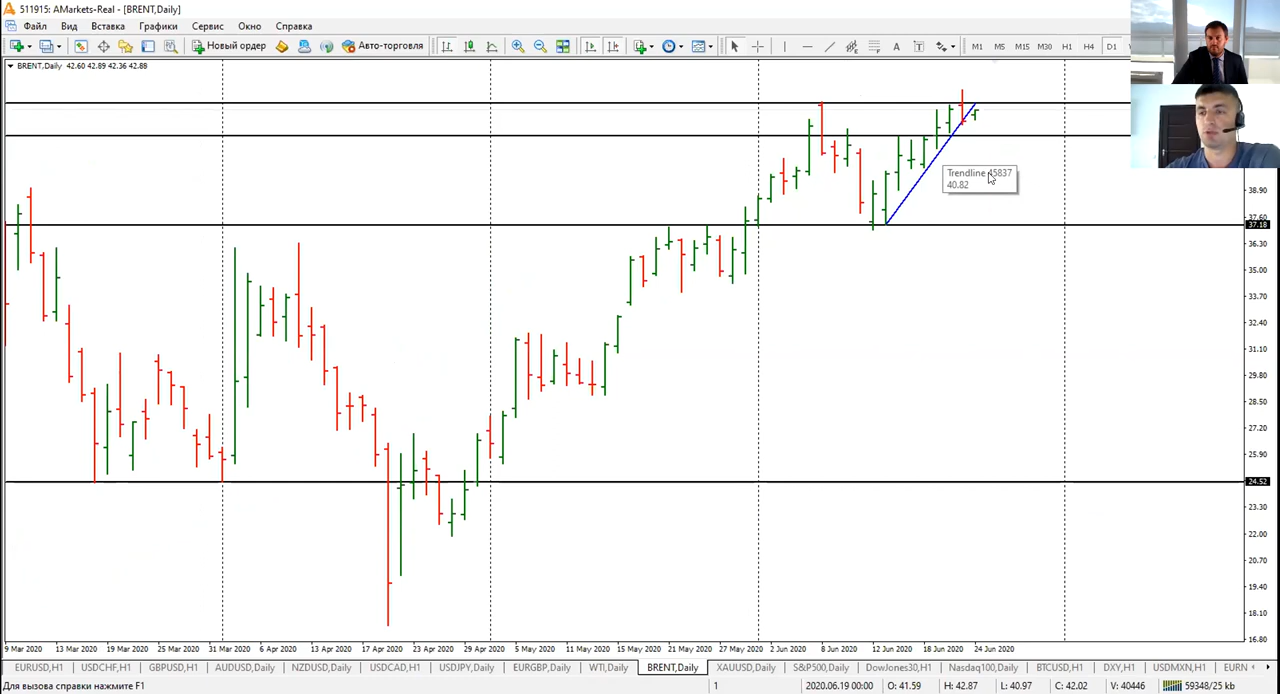 511915: AMarkets-Real - [BRENT,Daily]
Файл Вид Вставка Графики Сервис Окно Справка
Новый ордер Авто-торговля A T M1 M5 M15 M30 H1 H4 D1
BRENT,Daily 42.60 42.89 42.36 42.88
Trendline 45837
40.82
38.90
37.60
37.18
36.30
35.00
33.70
32.40
31.10
29.80
28.50
27.20
25.90
24.52
23.30
22.00
20.70
19.40
18.10
16.80
9 Mar 2020 13 Mar 2020 19 Mar 2020 25 Mar 2020 31 Mar 2020 6 Apr 2020 13 Apr 2020 17 Apr 2020 23 Apr 2020 29 Apr 2020 5 May 2020 11 May 2020 15 May 2020 21 May 2020 27 May 2020 2 Jun 2020 8 Jun 2020 12 Jun 2020 18 Jun 2020 24 Jun 2020
EURUSD,H1 USDCHF,H1 GBPUSD,H1 AUDUSD,Daily NZDUSD,Daily USDCAD,H1 USDJPY,Daily EURGBP,Daily WTI,Daily BRENT,Daily XAUUSD,Daily S&P500,Daily DowJones30,H1 Nasdaq100,Daily BTCUSD,H1 DXY,H1 USDMXN,H1 EURN
Для вызова справки нажмите F1 1 2020.06.19 00:00 O: 41.59 H: 42.87 L: 40.97 C: 42.02 V: 40446 59348/25 kb